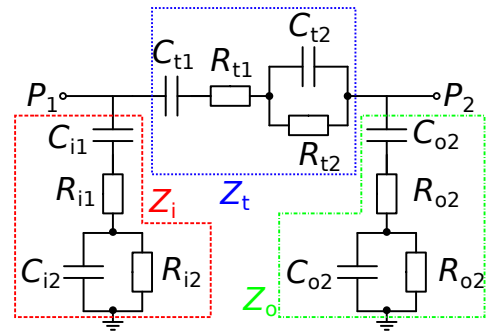 C_t2
C_t1
R_t1
P_1
P_2
C_i1
R_t2
C_o2
R_i1
Z_i
Z_t
R_o2
C_i2
R_i2
C_o2
R_o2
Z_o